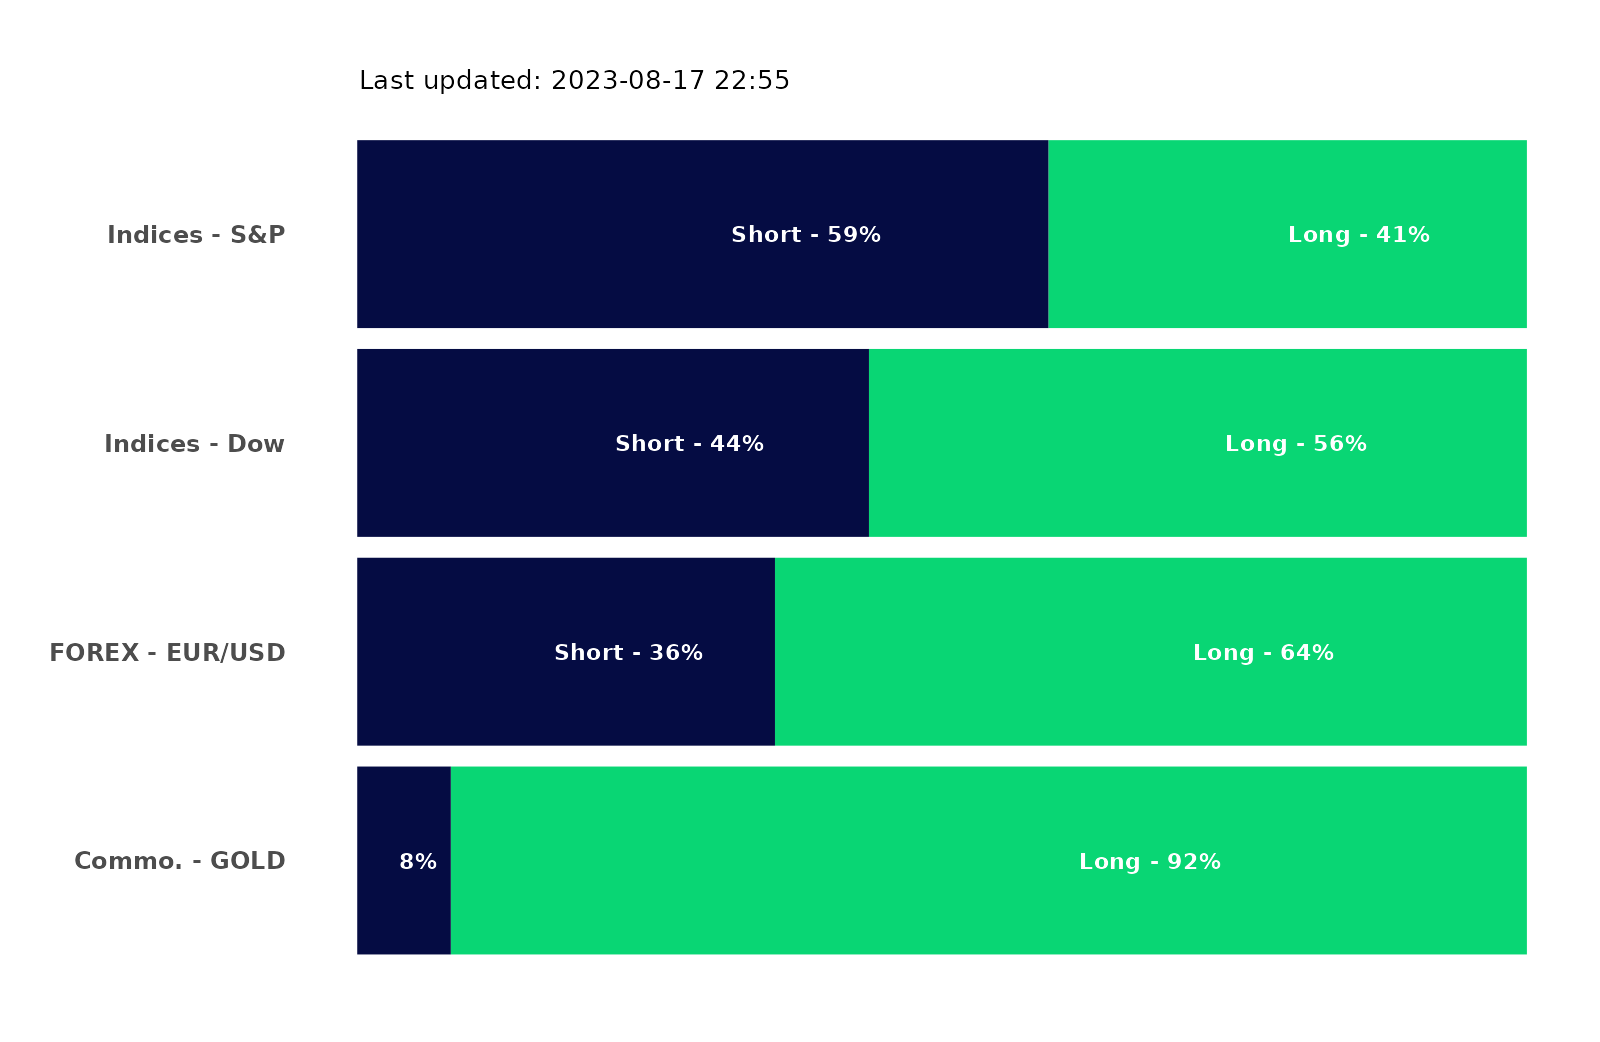 Last updated: 2023-08-17 22:55
Indices - S&P Short - 59% Long - 41%
Indices - Dow Short - 44% Long - 56%
FOREX - EUR/USD Short - 36% Long - 64%
Commo. - GOLD 8% Long - 92%